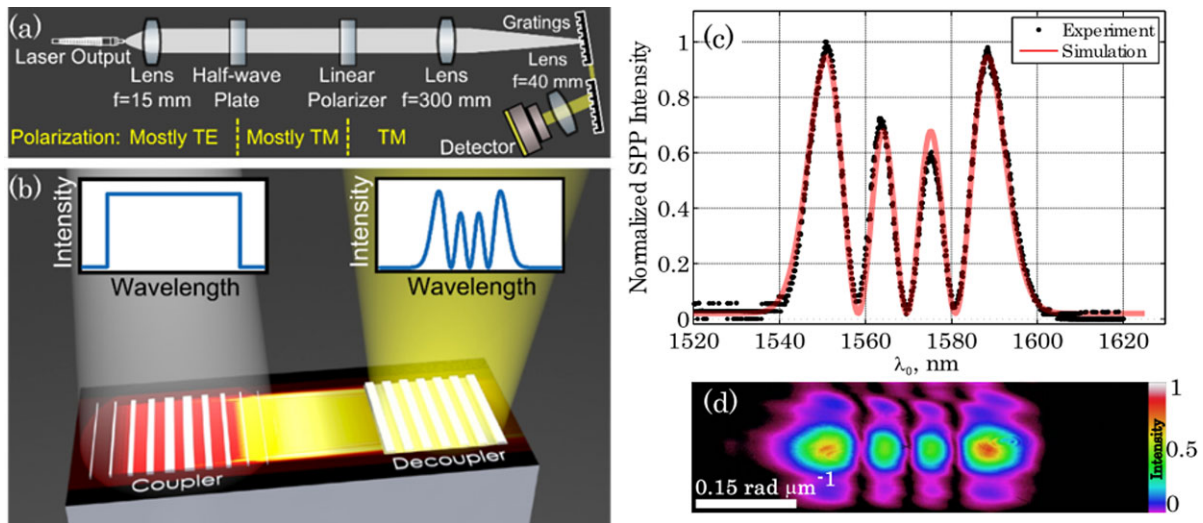 (a)
Laser Output
Lens
f=15 mm
Half-wave
Plate
Linear
Polarizer
Lens
f=300 mm
Gratings
Lens
f=40 mm
Detector
Polarization: Mostly TE
Mostly TM
TM
(b)
Intensity
Wavelength
Intensity
Wavelength
Coupler
Decoupler
(c)
Experiment
Simulation
Normalized SPP Intensity
1
0.8
0.6
0.4
0.2
0
1520
1540
1560
1580
1600
1620
λ₀, nm
(d)
0.15 rad μm⁻¹
1
0.5
0
Intensity